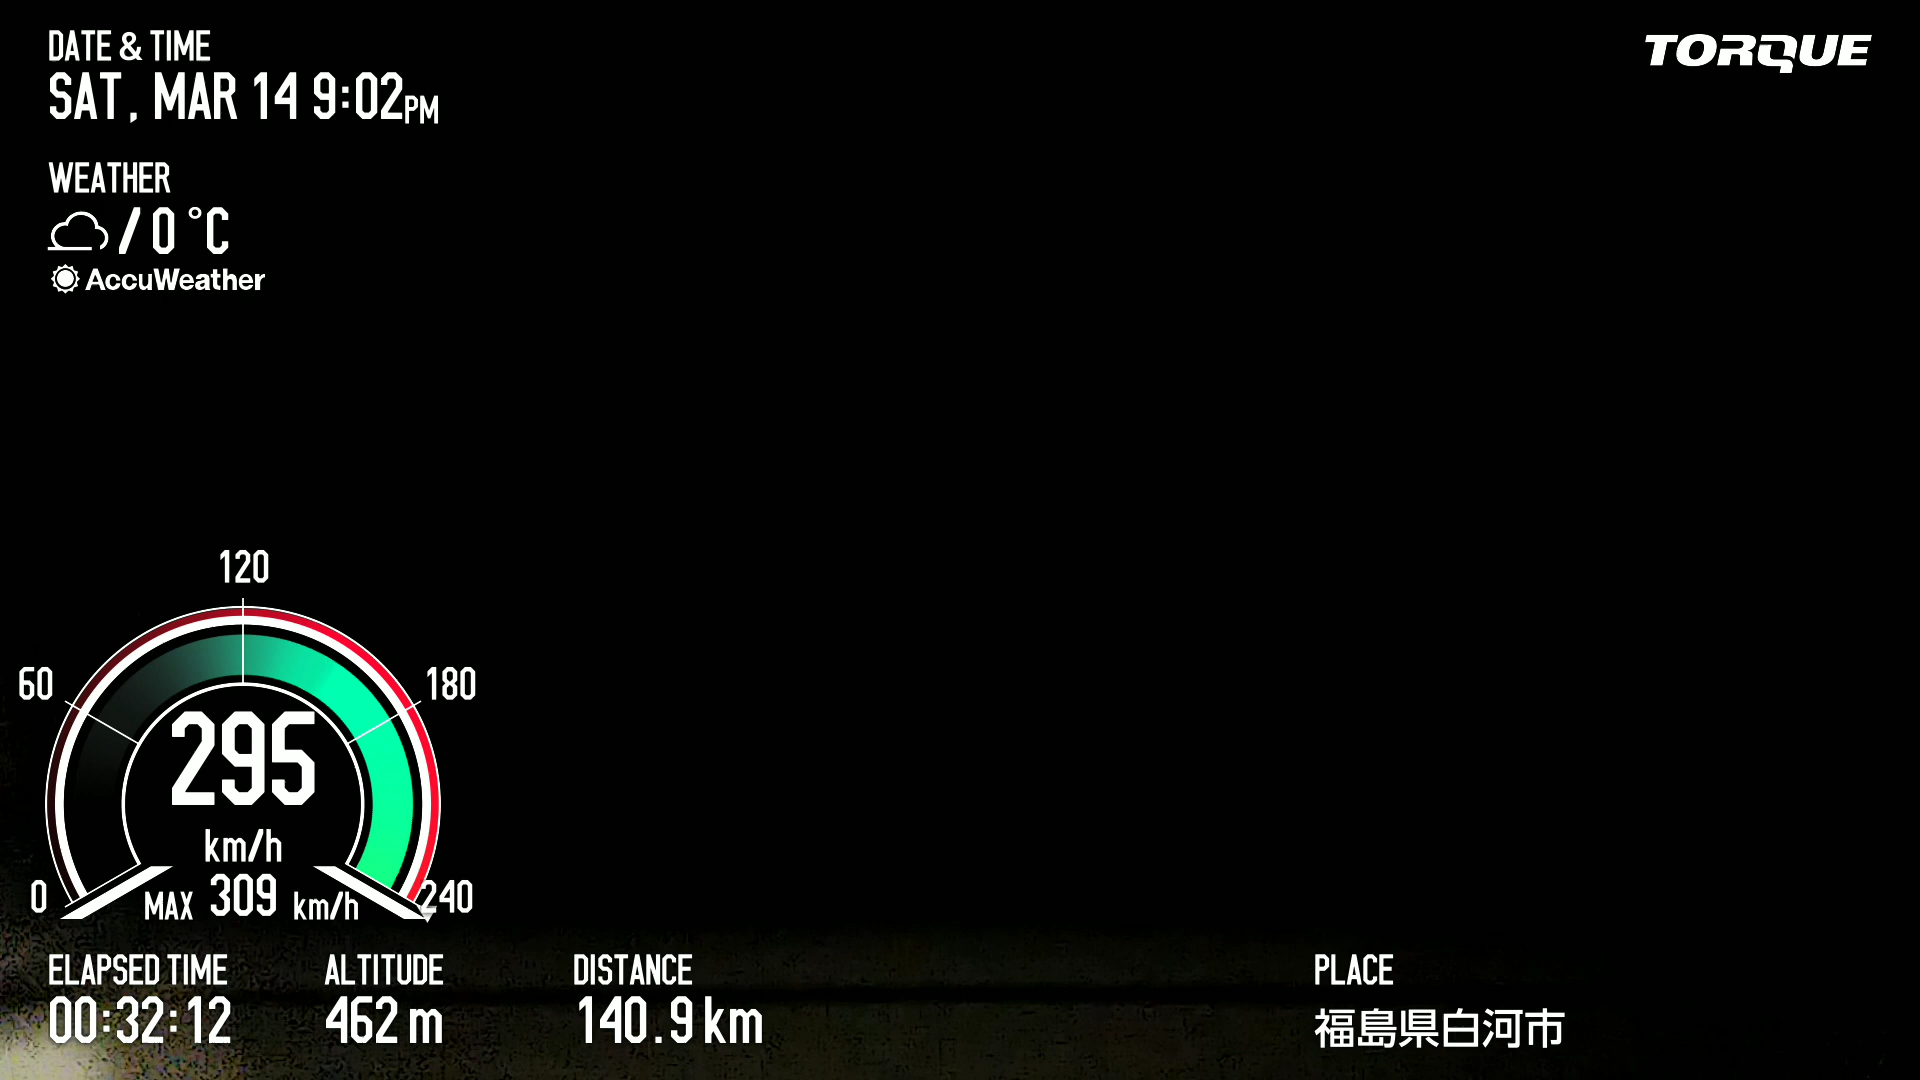 DATE & TIME
SAT, MAR 14 9:02PM
TORQUE
WEATHER
/ 0 °C
AccuWeather
120
60
180
295
km/h
0
MAX 309 km/h
240
ELAPSED TIME
00:32:12
ALTITUDE
462 m
DISTANCE
140.9 km
PLACE
福島県白河市